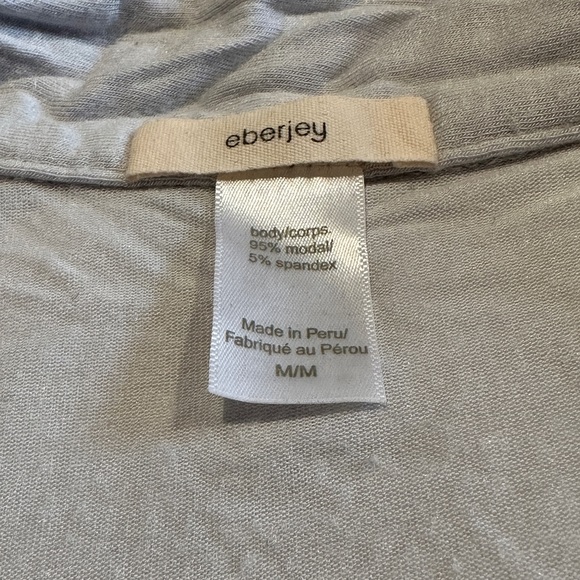 eberjey
body/corps.
95% modal/
5% spandex
Made in Peru/
Fabriqué au Pérou
M/M